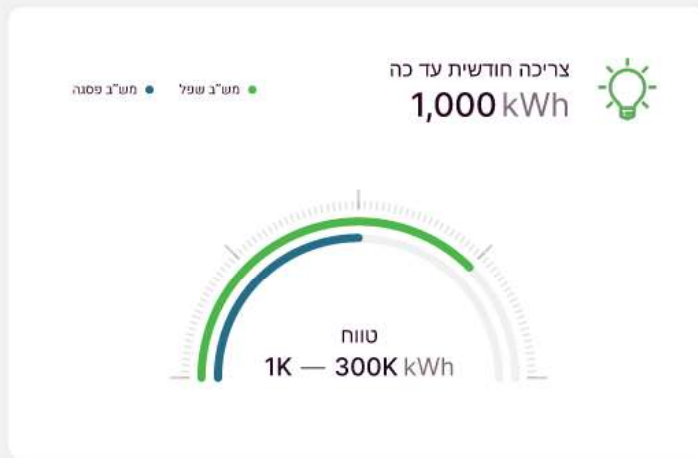 צריכה חודשית עד כה
1,000 kWh
מש"ב שפל
מש"ב פסגה
טווח
1K — 300K kWh